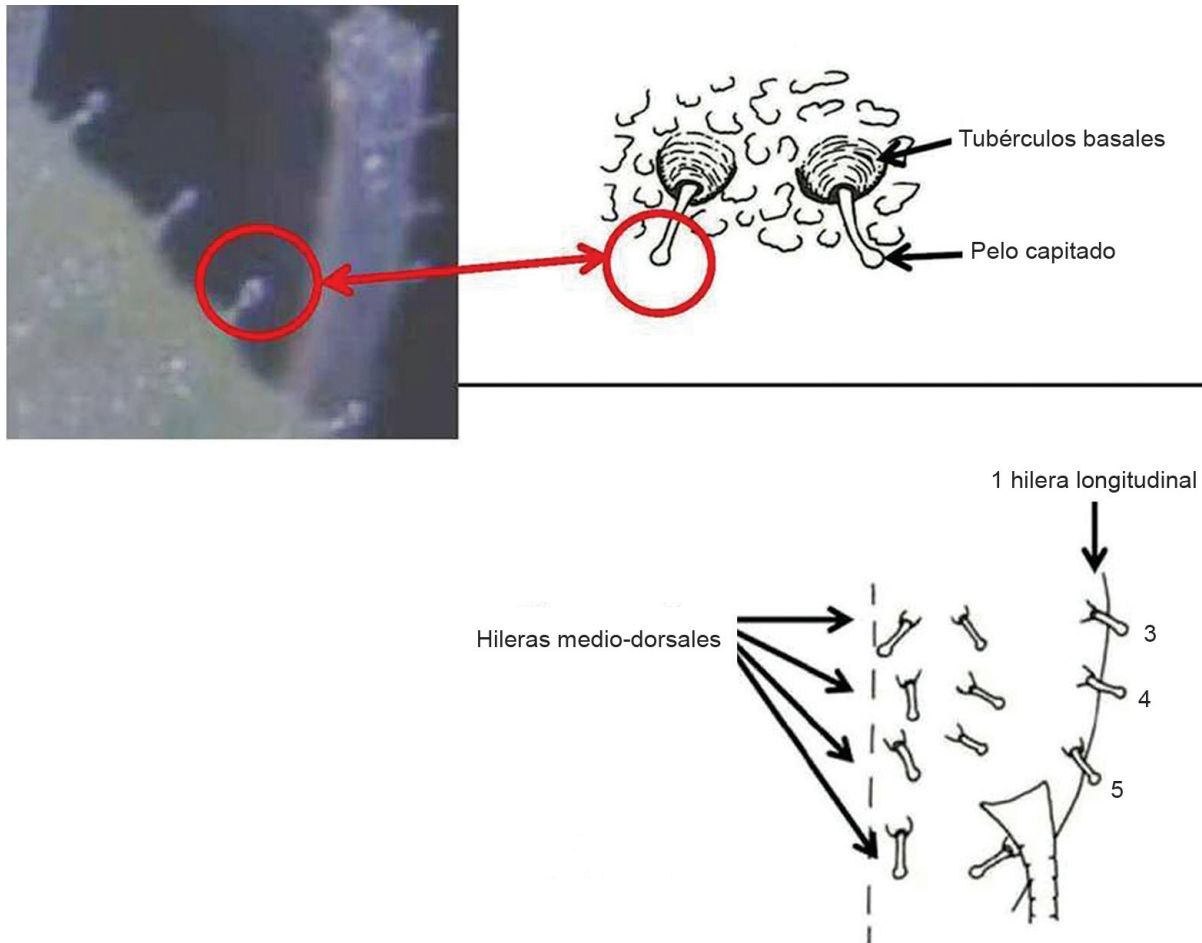 Tubérculos basales
Pelo capitado
1 hilera longitudinal
Hileras medio-dorsales
3
4
5